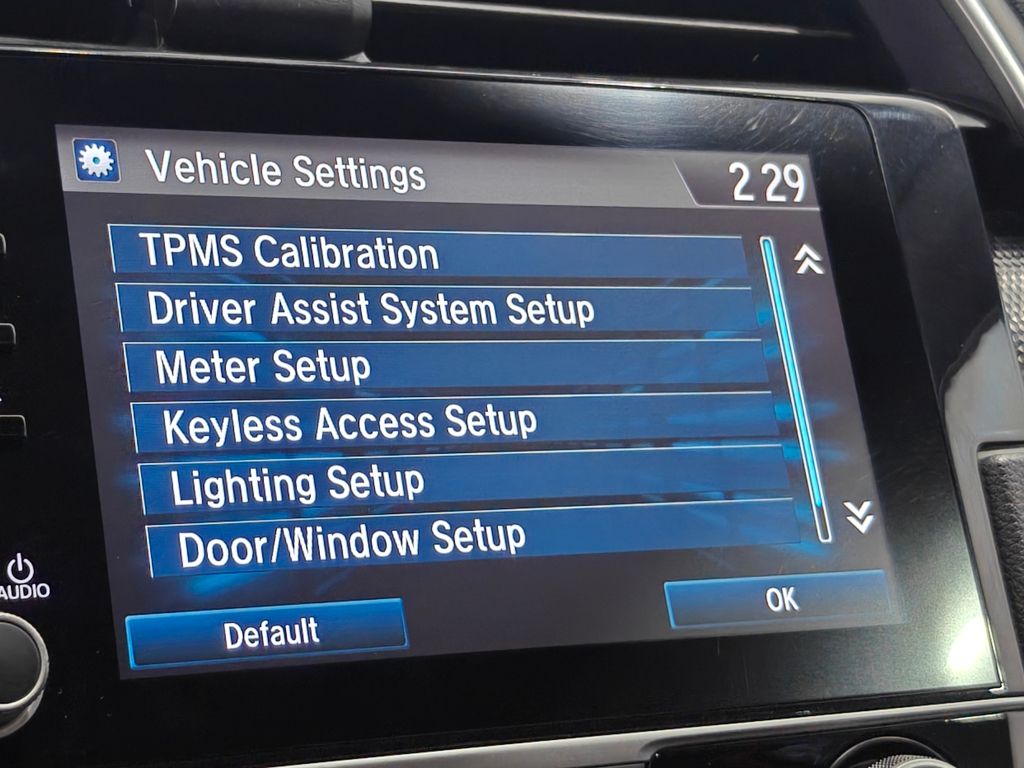 Vehicle Settings
2 29
TPMS Calibration
Driver Assist System Setup
Meter Setup
Keyless Access Setup
Lighting Setup
Door/Window Setup
Default
OK
AUDIO